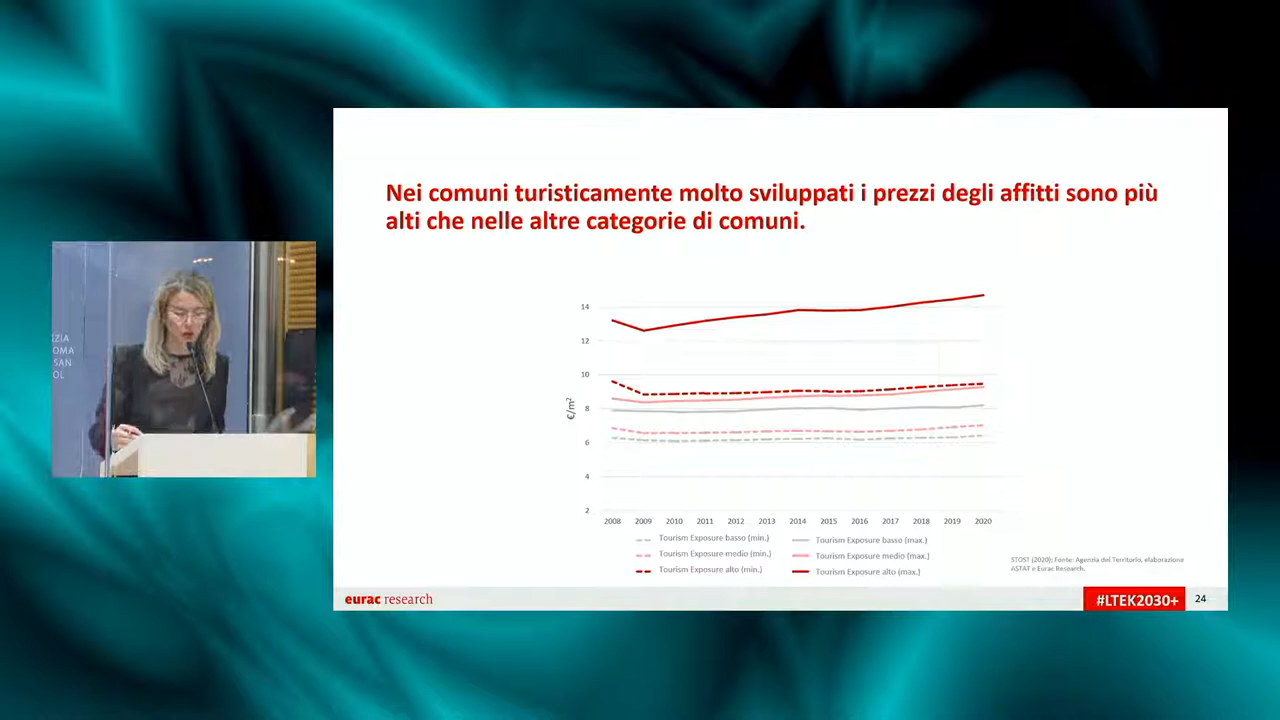 Nei comuni turisticamente molto sviluppati i prezzi degli affitti sono più
alti che nelle altre categorie di comuni.
IZIA
OMA
SAN
OL
14
12
10
8
6
4
2
€/m²
2008 2009 2010 2011 2012 2013 2014 2015 2016 2017 2018 2019 2020
Tourism Exposure basso (min.) Tourism Exposure basso (max.)
Tourism Exposure medio (min.) Tourism Exposure medio (max.)
Tourism Exposure alto (min.) Tourism Exposure alto (max.)
STOST (2020); Fonte: Agenzia del Territorio, elaborazione
ASTAT e Eurac Research.
eurac research
#LTEK2030+ 24